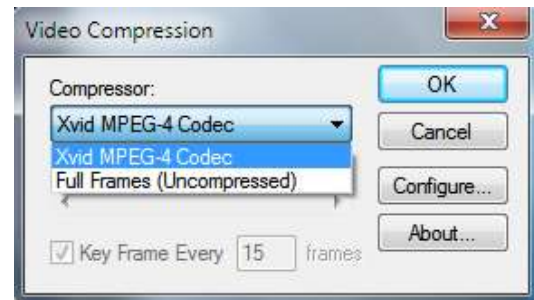 Video Compression
Compressor:
Xvid MPEG-4 Codec
Xvid MPEG-4 Codec
Full Frames (Uncompressed)
Key Frame Every 15 frames
OK
Cancel
Configure...
About...